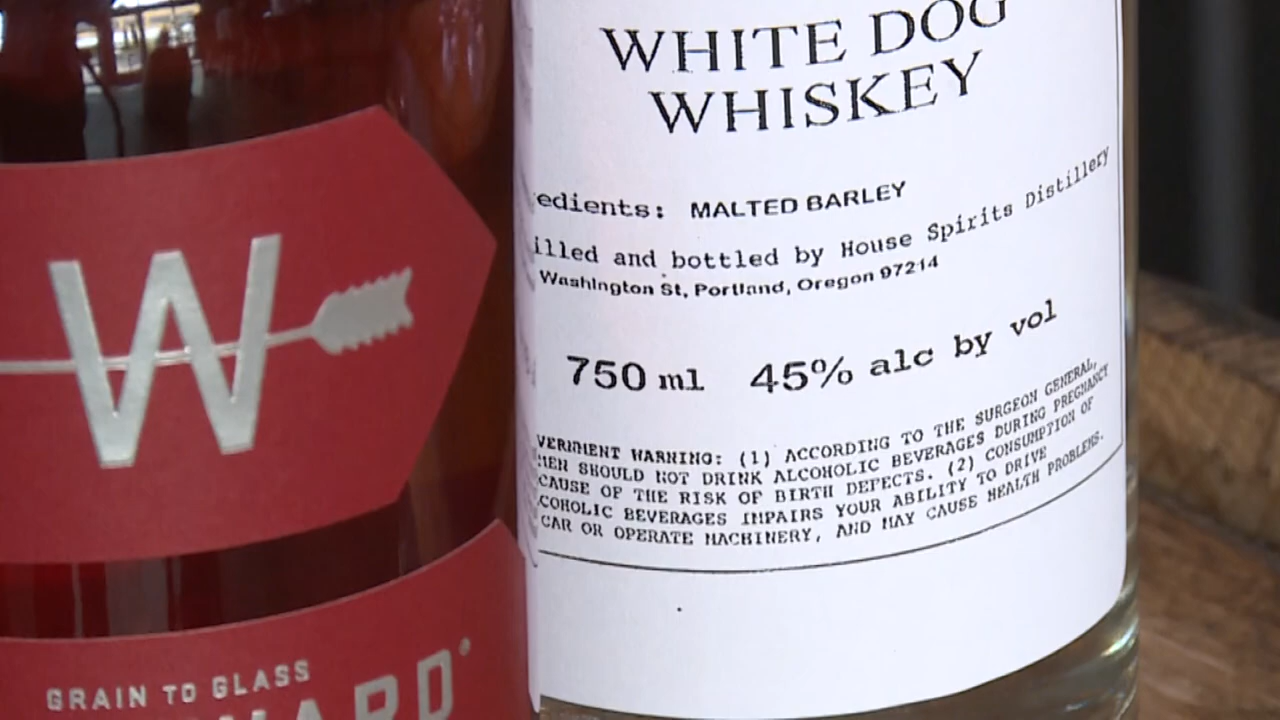 W
GRAIN TO GLASS
WHITE DOG
WHISKEY
edients: MALTED BARLEY
illed and bottled by House Spirits Distillery
Washington St, Portland, Oregon 97214
750 ml 45% alc by vol
VERNMENT WARNING: (1) ACCORDING TO THE SURGEON GENERAL,
MEN SHOULD NOT DRINK ALCOHOLIC BEVERAGES DURING PREGNANCY
CAUSE OF THE RISK OF BIRTH DEFECTS. (2) CONSUMPTION OF
COHOLIC BEVERAGES IMPAIRS YOUR ABILITY TO DRIVE
CAR OR OPERATE MACHINERY, AND MAY CAUSE HEALTH PROBLEMS.